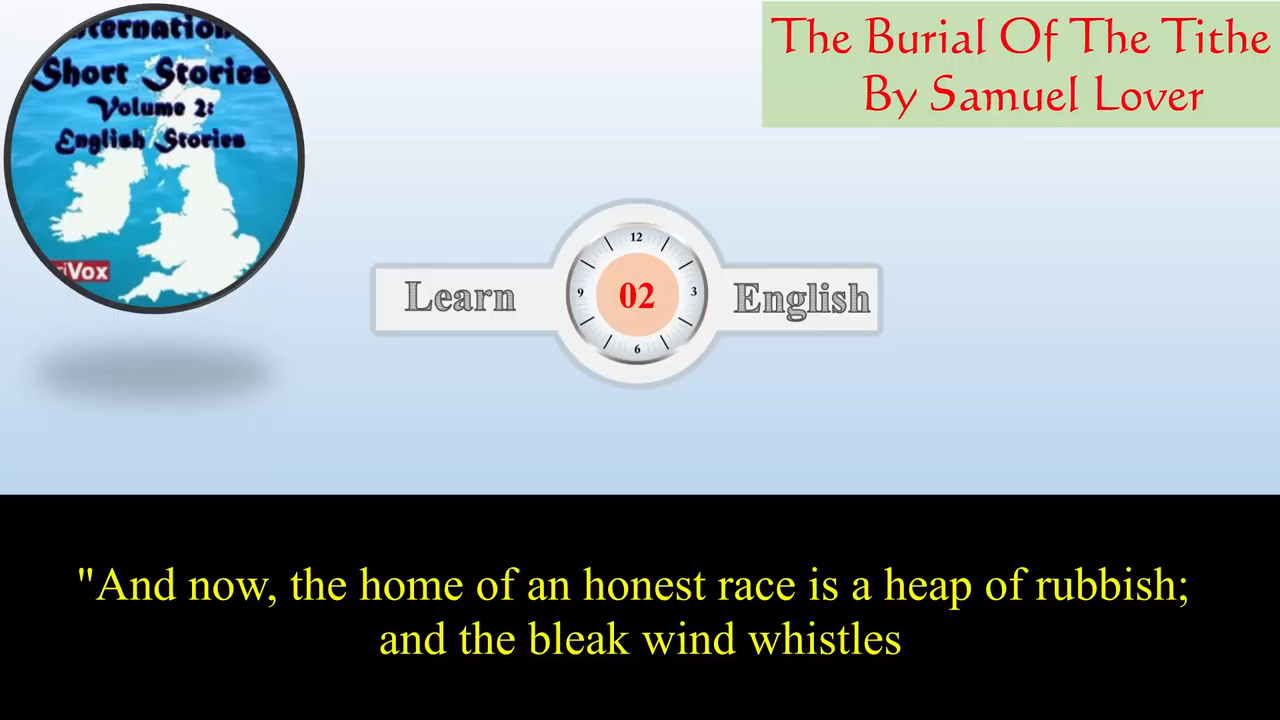 Short Stories
Volume 2:
English Stories
Vox
The Burial Of The Tithe
By Samuel Lover
Learn
12
9
02
3
6
English
"And now, the home of an honest race is a heap of rubbish;
and the bleak wind whistles